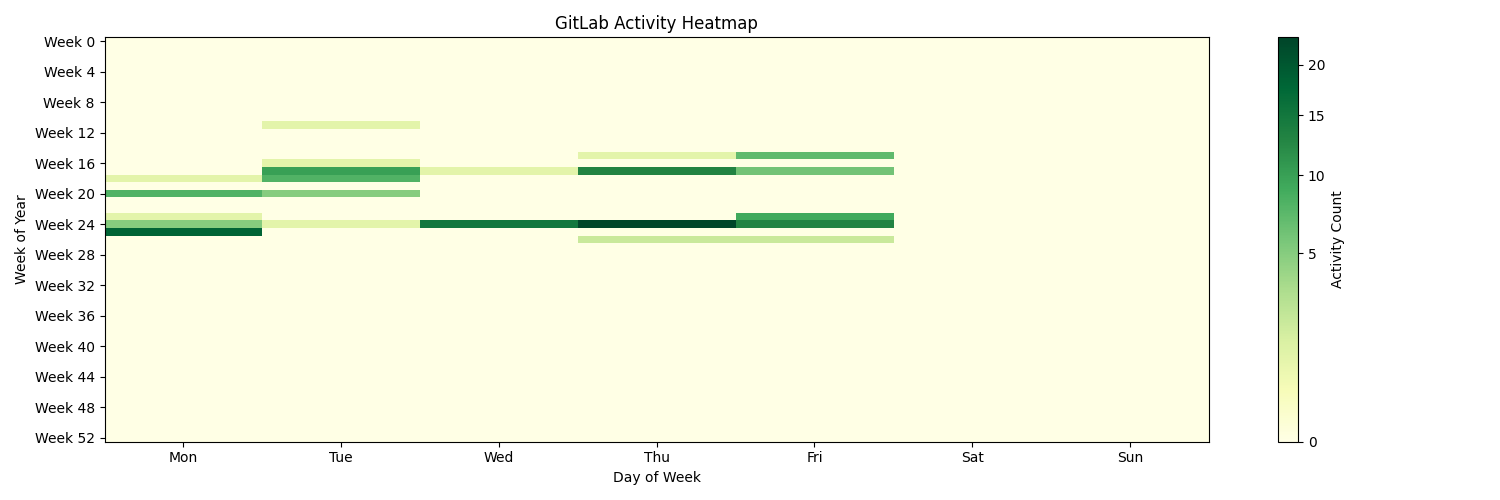 GitLab Activity Heatmap
Week of Year
Week 0
Week 4
Week 8
Week 12
Week 16
Week 20
Week 24
Week 28
Week 32
Week 36
Week 40
Week 44
Week 48
Week 52
Mon Tue Wed Thu Fri Sat Sun
Day of Week
20
15
10
5
0
Activity Count